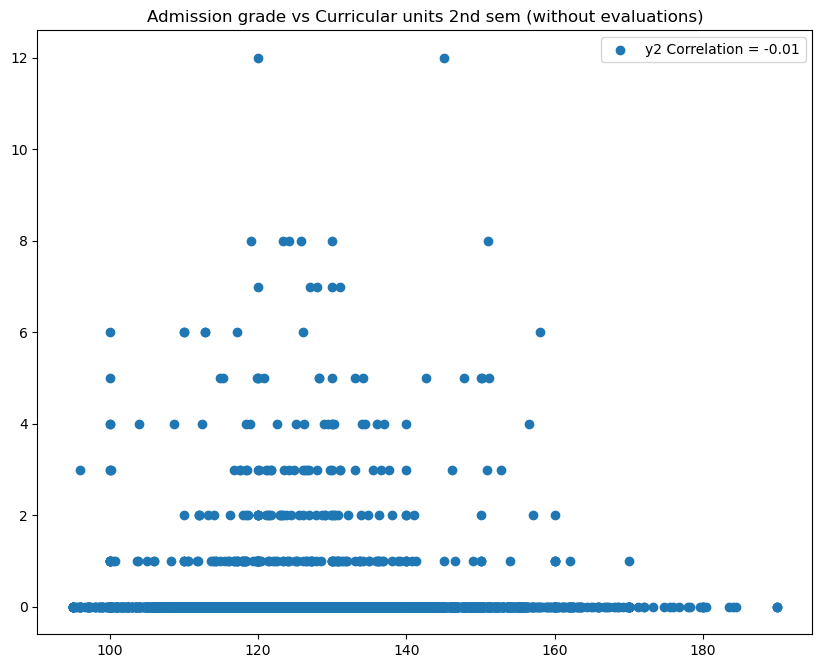 Admission grade vs Curricular units 2nd sem (without evaluations)
y2 Correlation = -0.01
12
10
8
6
4
2
0
100 120 140 160 180